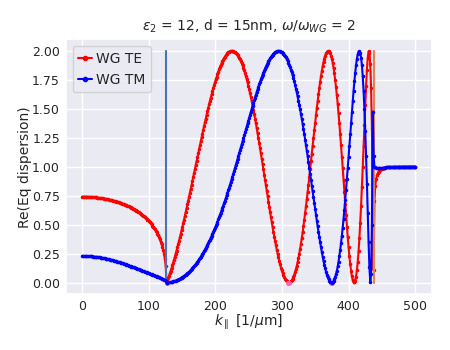 ε₂ = 12, d = 15nm, ω/ω_WG = 2
WG TE
WG TM
Re(Eq dispersion)
2.00
1.75
1.50
1.25
1.00
0.75
0.50
0.25
0.00
0 100 200 300 400 500
k∥ [1/μm]